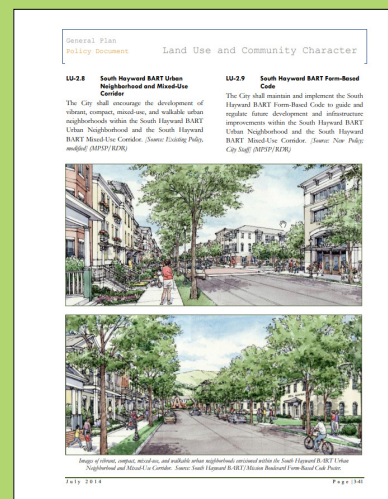 General Plan
Policy Document
Land Use and Community Character
LU-2.8 South Hayward BART Urban
Neighborhood and Mixed-Use
Corridor
The City shall encourage the development of
vibrant, compact, mixed-use, and walkable urban
neighborhoods within the South Hayward BART
Urban Neighborhood and the South Hayward
BART Mixed-Use Corridor. [Source: Existing Policy,
modified] (MPSP/RDR)
LU-2.9 South Hayward BART Form-Based
Code
The City shall maintain and implement the South
Hayward BART Form-Based Code to guide and
regulate future development and infrastructure
improvements within the South Hayward BART
Urban Neighborhood and the South Hayward
BART Mixed-Use Corridor. [Source: New Policy,
City Staff] (MPSP/RDR)
Images of vibrant, compact, mixed-use, and walkable urban neighborhoods envisioned within the South Hayward BART Urban
Neighborhood and Mixed-Use Corridor. Source: South Hayward BART/Mission Boulevard Form-Based Code Poster.
July 2014
Page | 3-41